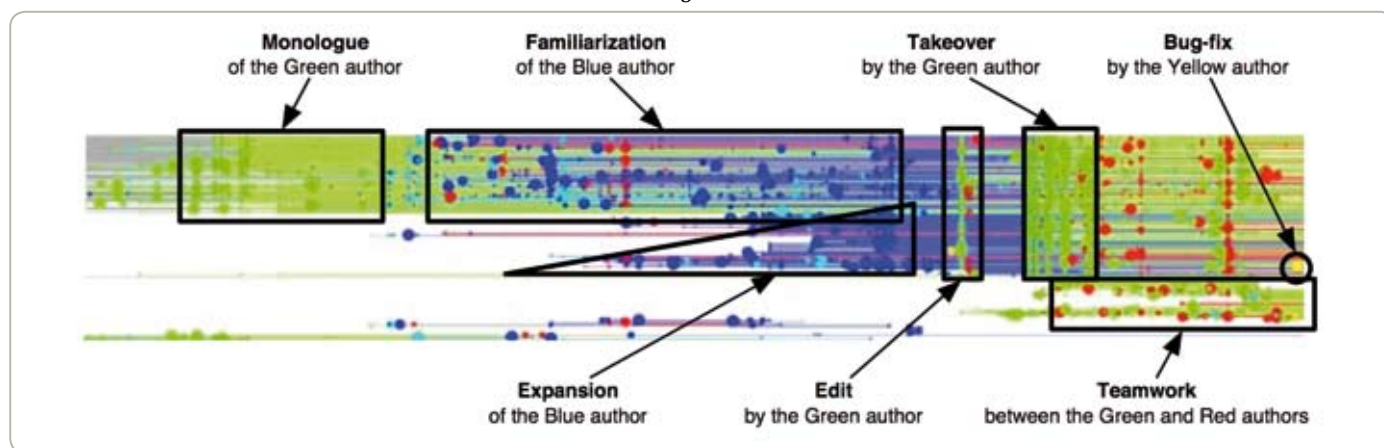 Monologue
of the Green author
Familiarization
of the Blue author
Takeover
by the Green author
Bug-fix
by the Yellow author
Expansion
of the Blue author
Edit
by the Green author
Teamwork
between the Green and Red authors